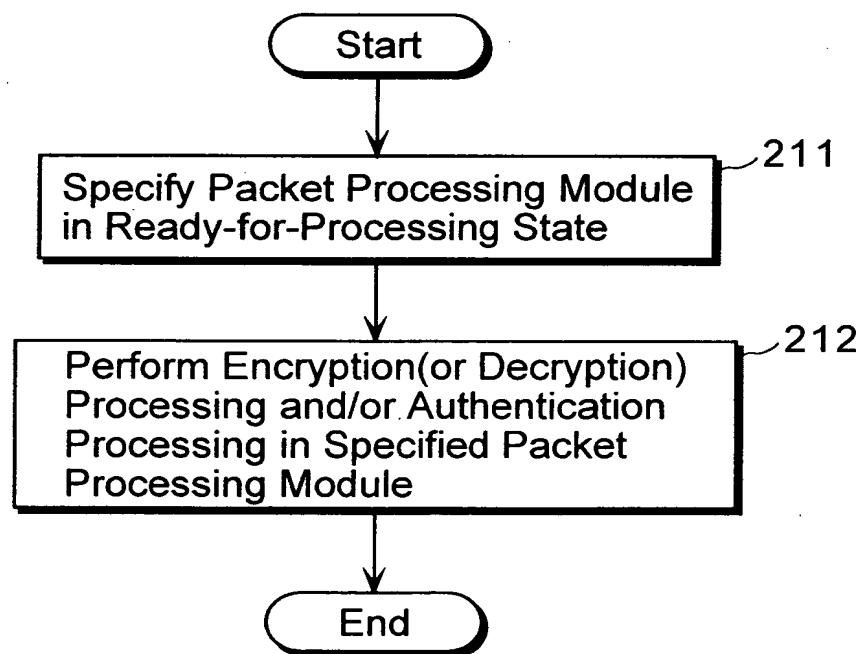 Start
211
Specify Packet Processing Module
in Ready-for-Processing State
212
Perform Encryption(or Decryption)
Processing and/or Authentication
Processing in Specified Packet
Processing Module
End